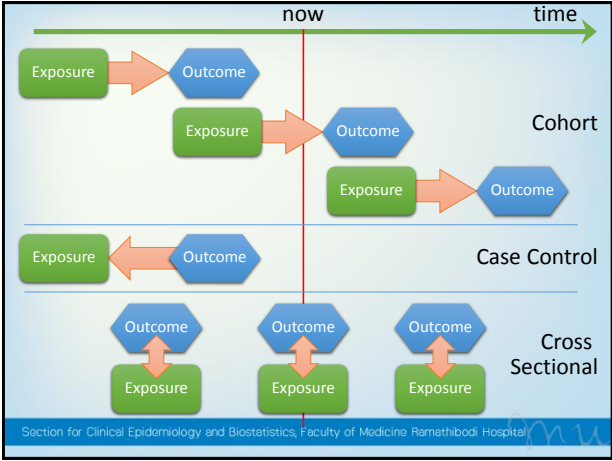 now time
Exposure Outcome
Exposure Outcome
Cohort
Exposure Outcome
Exposure Outcome
Case Control
Outcome Outcome Outcome
Cross
Sectional
Exposure Exposure Exposure
Section for Clinical Epidemiology and Biostatistics, Faculty of Medicine Ramathibodi Hospital
mu